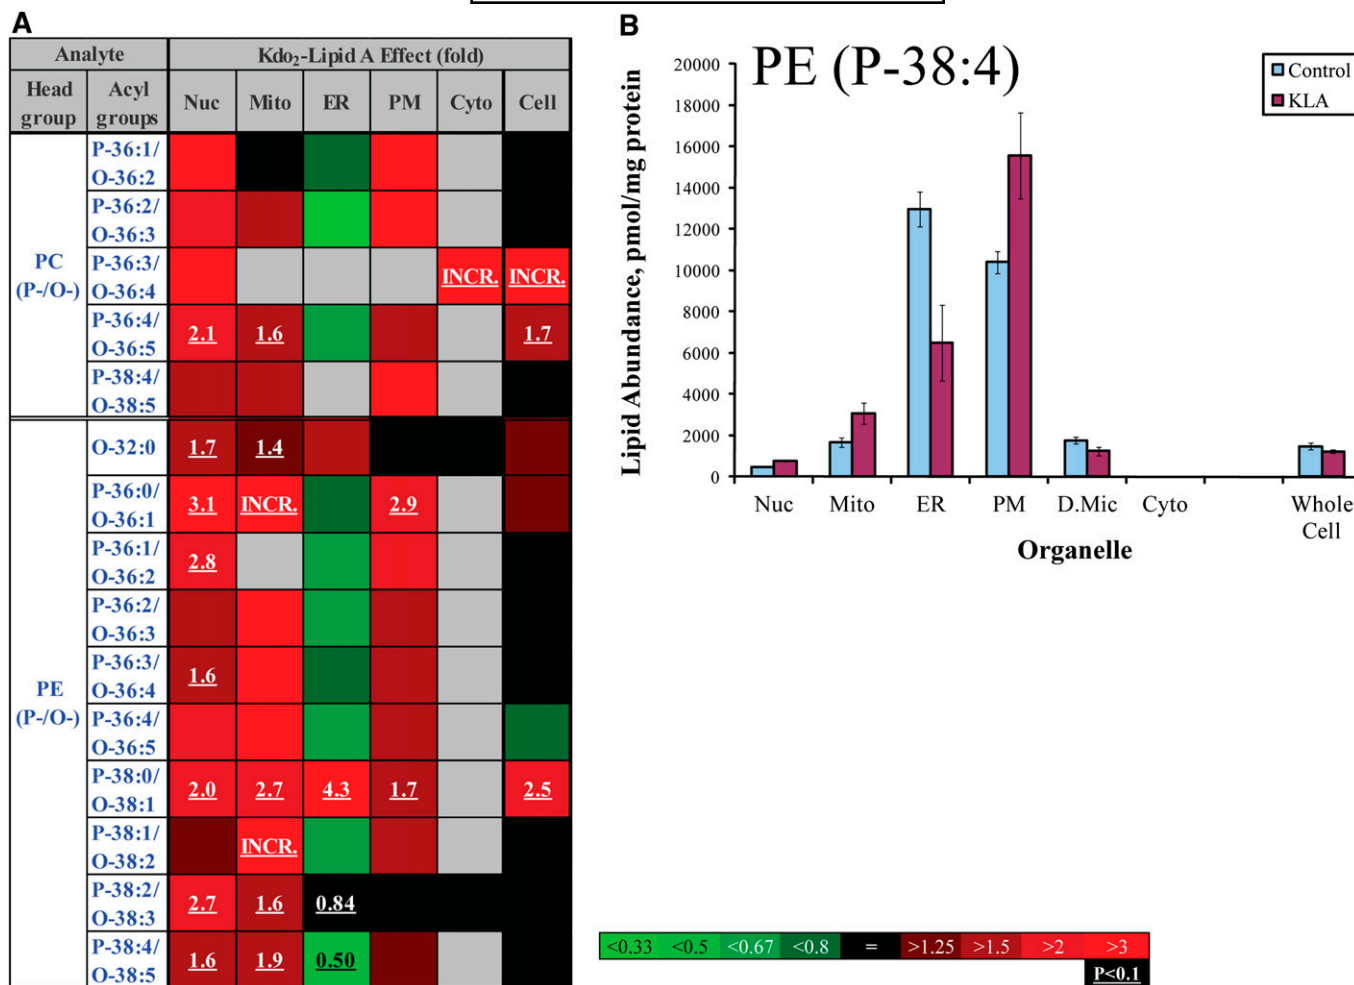 A
Analyte Kdo₂-Lipid A Effect (fold)
Head group Acyl groups Nuc Mito ER PM Cyto Cell
PC (P-/O-)
P-36:1/
O-36:2
P-36:2/
O-36:3
P-36:3/
O-36:4 INCR. INCR.
P-36:4/
O-36:5 2.1 1.6 1.7
P-38:4/
O-38:5
PE (P-/O-)
O-32:0 1.7 1.4
P-36:0/
O-36:1 3.1 INCR. 2.9
P-36:1/
O-36:2 2.8
P-36:2/
O-36:3
P-36:3/
O-36:4 1.6
P-36:4/
O-36:5
P-38:0/
O-38:1 2.0 2.7 4.3 1.7 2.5
P-38:1/
O-38:2 INCR.
P-38:2/
O-38:3 2.7 1.6 0.84
P-38:4/
O-38:5 1.6 1.9 0.50
B
PE (P-38:4)
Control
KLA
Lipid Abundance, pmol/mg protein
20000
18000
16000
14000
12000
10000
8000
6000
4000
2000
0
Nuc Mito ER PM D.Mic Cyto Whole Cell
Organelle
<0.33 <0.5 <0.67 <0.8 = >1.25 >1.5 >2 >3
P<0.1